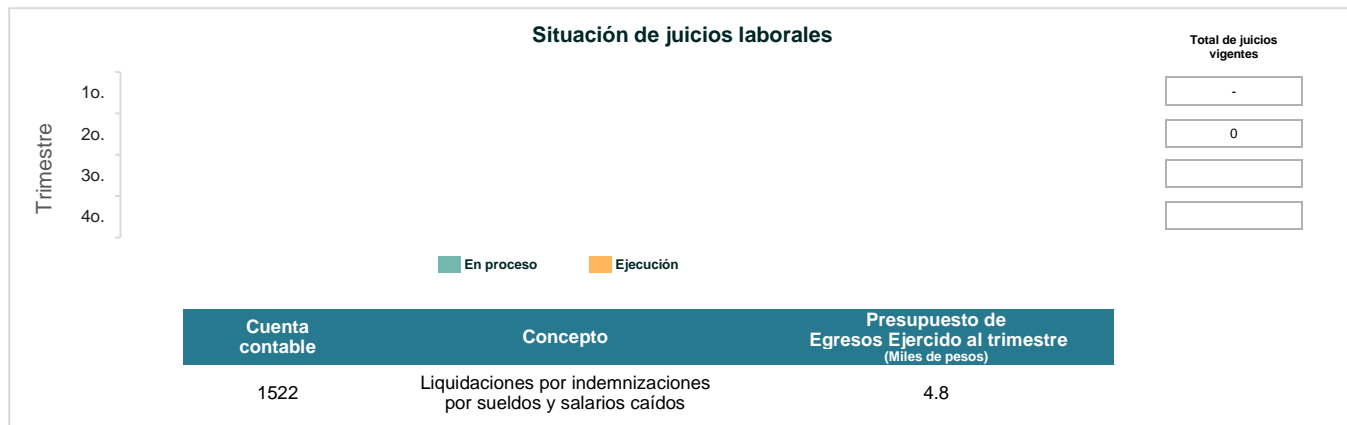 Situación de juicios laborales
Total de juicios
vigentes
Trimestre
1o.
-
2o.
0
3o.
4o.
En proceso
Ejecución
Cuenta
contable
Concepto
Presupuesto de
Egresos Ejercido al trimestre
(Miles de pesos)
1522
Liquidaciones por indemnizaciones
por sueldos y salarios caídos
4.8